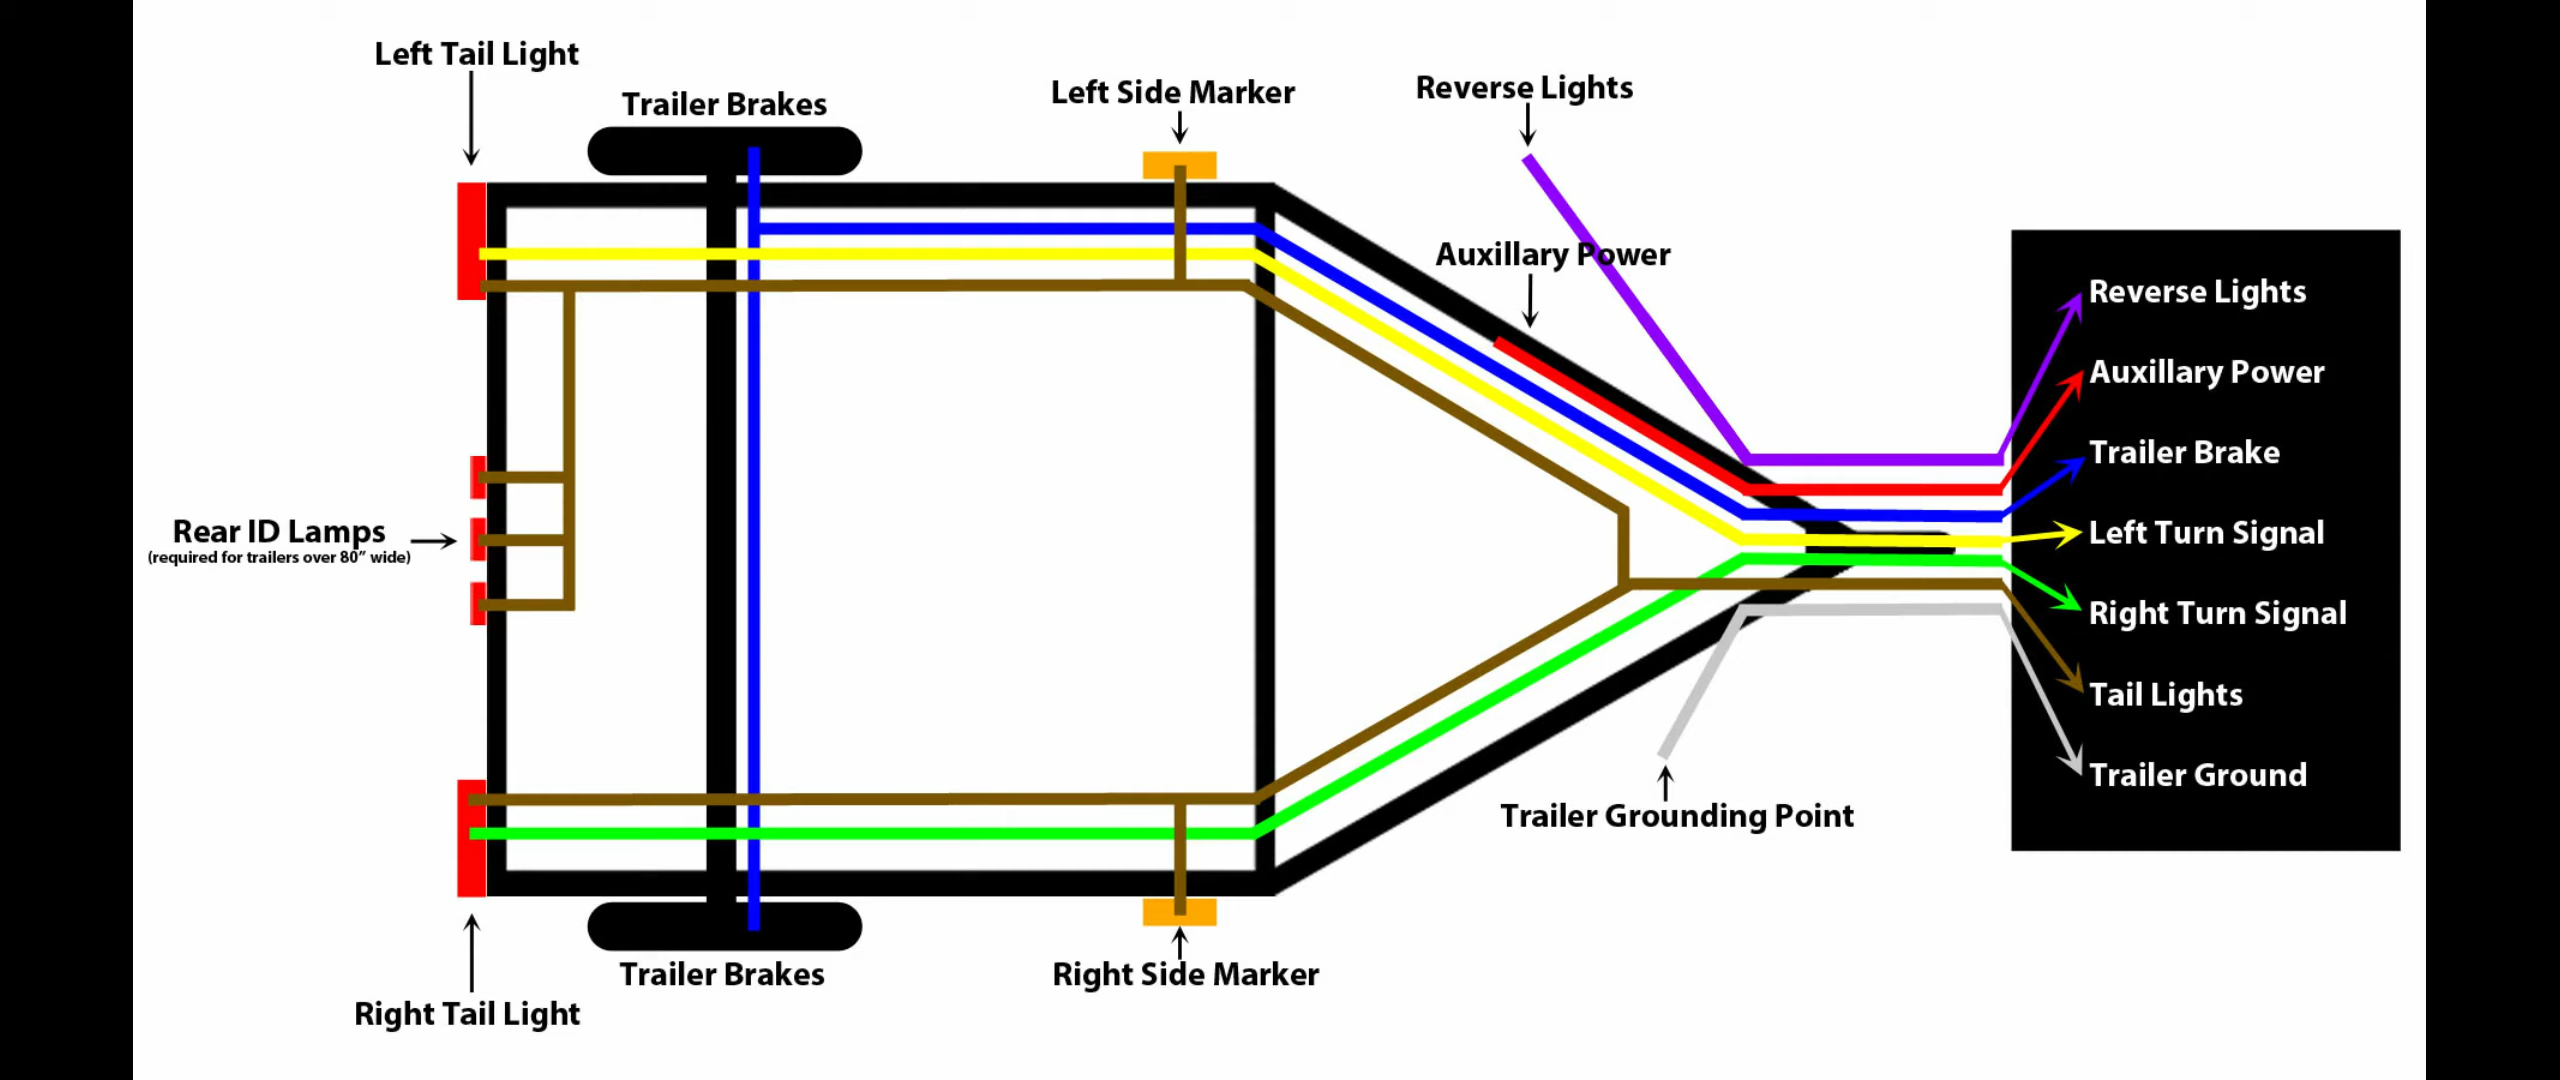 Left Tail Light
Trailer Brakes
Left Side Marker
Reverse Lights
Auxillary Power
Rear ID Lamps
(required for trailers over 80" wide)
Reverse Lights
Auxillary Power
Trailer Brake
Left Turn Signal
Right Turn Signal
Tail Lights
Trailer Ground
Trailer Grounding Point
Trailer Brakes
Right Side Marker
Right Tail Light